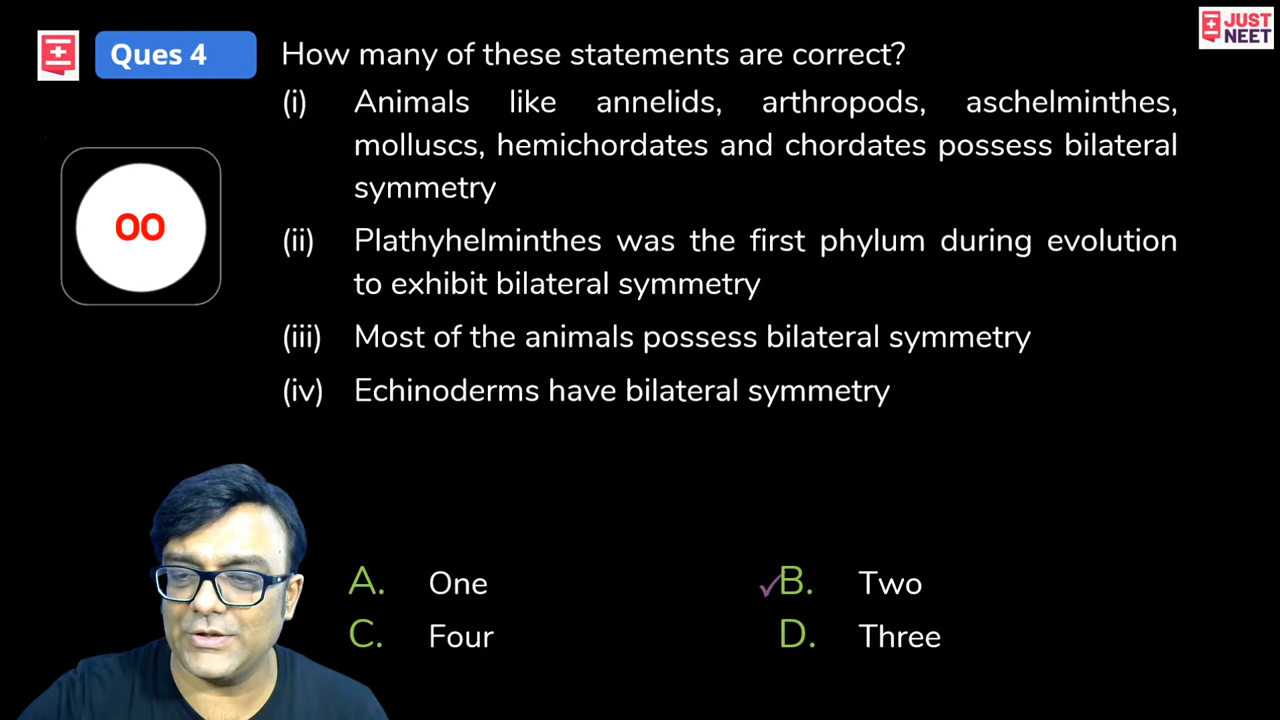 JUST
NEET
Ques 4
How many of these statements are correct?
(i) Animals like annelids, arthropods, aschelminthes,
molluscs, hemichordates and chordates possess bilateral
symmetry
00
(ii) Plathyhelminthes was the first phylum during evolution
to exhibit bilateral symmetry
(iii) Most of the animals possess bilateral symmetry
(iv) Echinoderms have bilateral symmetry
A. One
✓B. Two
C. Four
D. Three